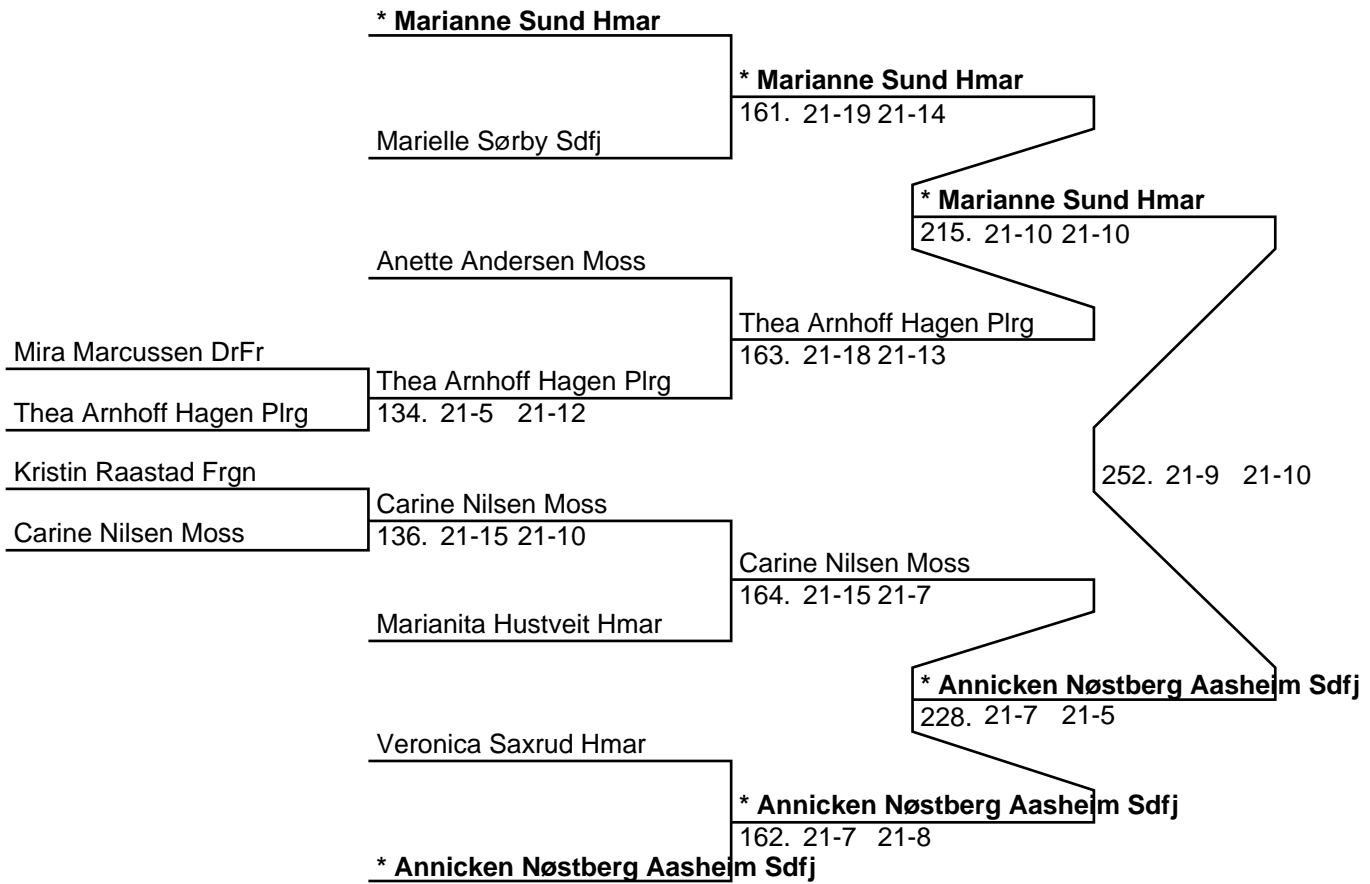 * Marianne Sund Hmar
* Marianne Sund Hmar
161. 21-19 21-14
Marielle Sørby Sdfj
* Marianne Sund Hmar
215. 21-10 21-10
Anette Andersen Moss
Thea Arnhoff Hagen Plrg
163. 21-18 21-13
Mira Marcussen DrFr
Thea Arnhoff Hagen Plrg
134. 21-5 21-12
Thea Arnhoff Hagen Plrg
Kristin Raastad Frgn
252. 21-9 21-10
Carine Nilsen Moss
136. 21-15 21-10
Carine Nilsen Moss
Carine Nilsen Moss
164. 21-15 21-7
Marianita Hustveit Hmar
* Annicken Nøstberg Aasheim Sdfj
228. 21-7 21-5
Veronica Saxrud Hmar
* Annicken Nøstberg Aasheim Sdfj
162. 21-7 21-8
* Annicken Nøstberg Aasheim Sdfj